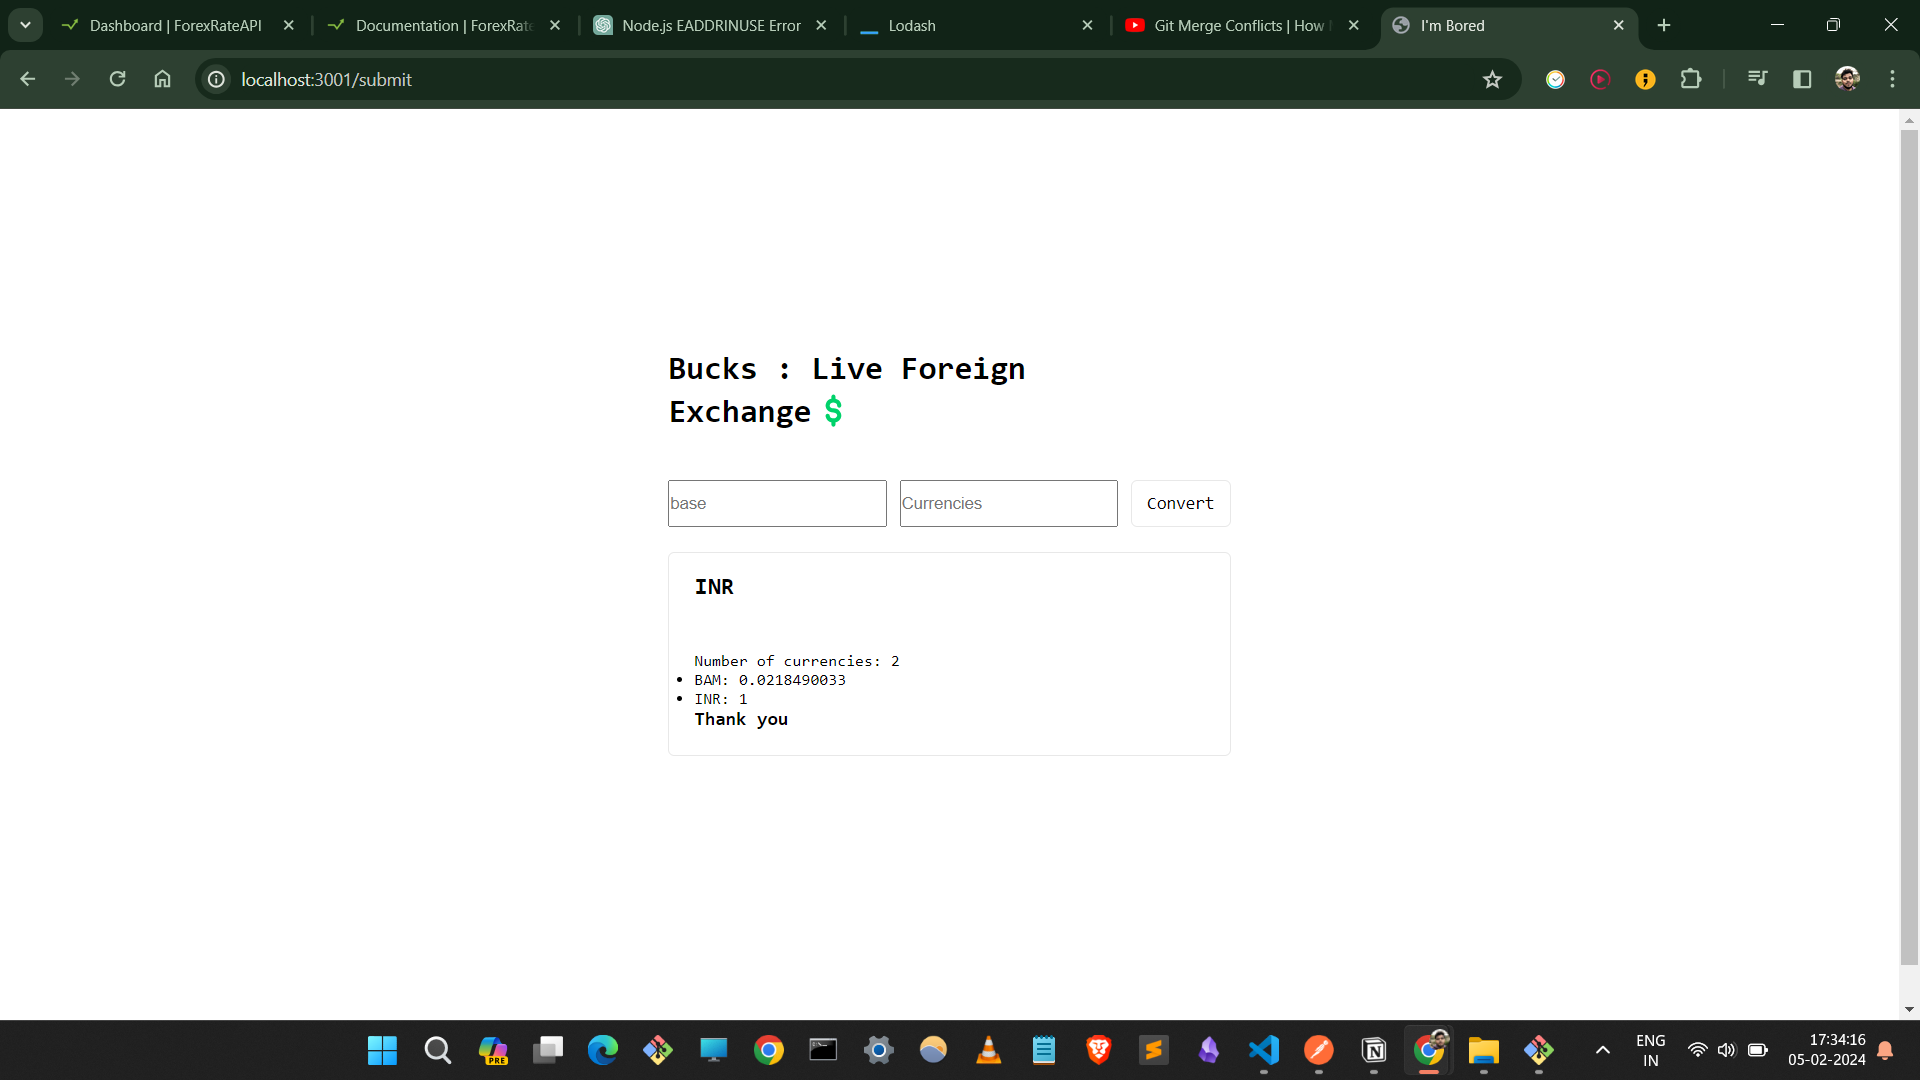 Dashboard | ForexRateAPI
Documentation | ForexRate
Node.js EADDRINUSE Error
Lodash
Git Merge Conflicts | How
I'm Bored
localhost:3001/submit
Bucks : Live Foreign
Exchange $
base
Currencies
Convert
INR
Number of currencies: 2
• BAM: 0.0218490033
• INR: 1
Thank you
PRE
ENG
IN
17:34:16
05-02-2024